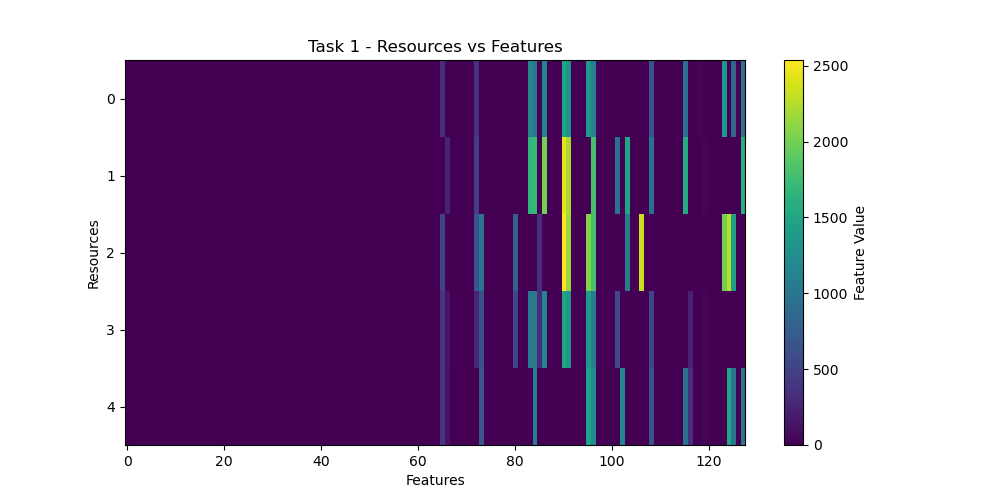 Task 1 - Resources vs Features
Resources
0
1
2
3
4
0 20 40 60 80 100 120
Features
2500
2000
1500
1000
500
0
Feature Value